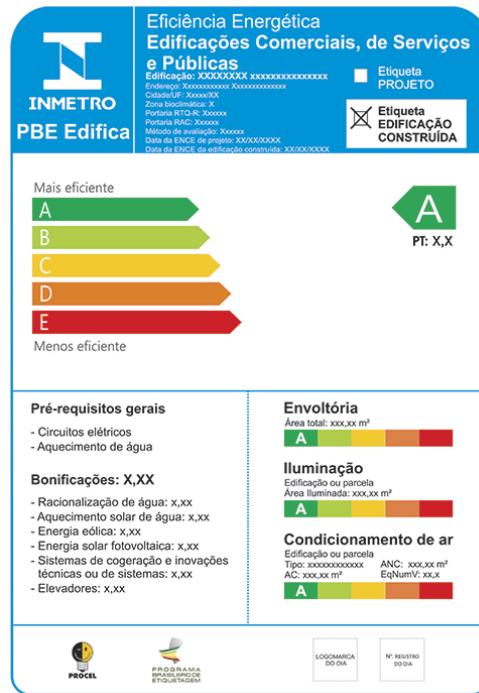 INMETRO
PBE Edifica
Eficiência Energética
Edificações Comerciais, de Serviços
e Públicas
Edificação: XXXXXXXX xxxxxxxxxxxxxxx
Endereço: Xxxxxxxxxxxx Xxxxxxxxxxxxxx
Cidade/UF: Xxxxxx/XX
Zona bioclimática: X
Portaria RTQ-R: Xxxxxx
Portaria RAC: Xxxxxx
Método de avaliação: Xxxxxx
Data da ENCE de projeto: XX/XX/XXXX
Data da ENCE da edificação construída: XX/XX/XXXX
Etiqueta
PROJETO
Etiqueta
EDIFICAÇÃO
CONSTRUÍDA
Mais eficiente
A
B
C
D
E
Menos eficiente
A
PT: X,X
Pré-requisitos gerais
- Circuitos elétricos
- Aquecimento de água
Bonificações: X,XX
- Racionalização de água: x,xx
- Aquecimento solar de água: x,xx
- Energia eólica: x,xx
- Energia solar fotovoltaica: x,xx
- Sistemas de cogeração e inovações
técnicas ou de sistemas: x,xx
- Elevadores: x,xx
Envoltória
Área total: xxx,xx m²
A
Iluminação
Edificação ou parcela
Área Iluminada: xxx,xx m²
A
Condicionamento de ar
Edificação ou parcela
Tipo: xxxxxxxxxxxx ANC: xxx,xx m²
AC: xxx,xx m² EqNumV: xx,x
A
PROCEL
PROGRAMA
BRASILEIRO DE
ETIQUETAGEM
LOGOMARCA
DO OIA
Nº. REGISTRO
DO OIA